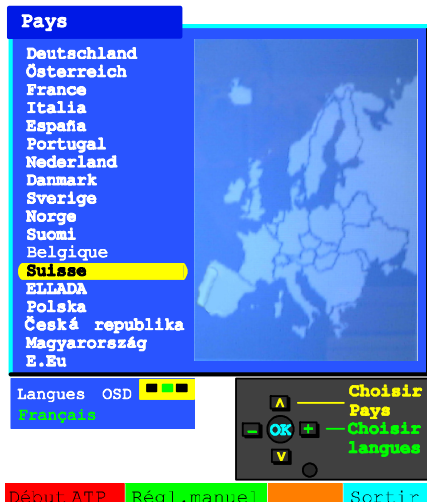 Pays
Deutschland
Österreich
France
Italia
España
Portugal
Nederland
Danmark
Sverige
Norge
Suomi
Belgique
Suisse
ELLADA
Polska
Česká republika
Magyarország
E.Eu
Langues OSD
Français
Choisir
Pays
OK
Choisir
langues
Début ATP Régl.manuel Sortir